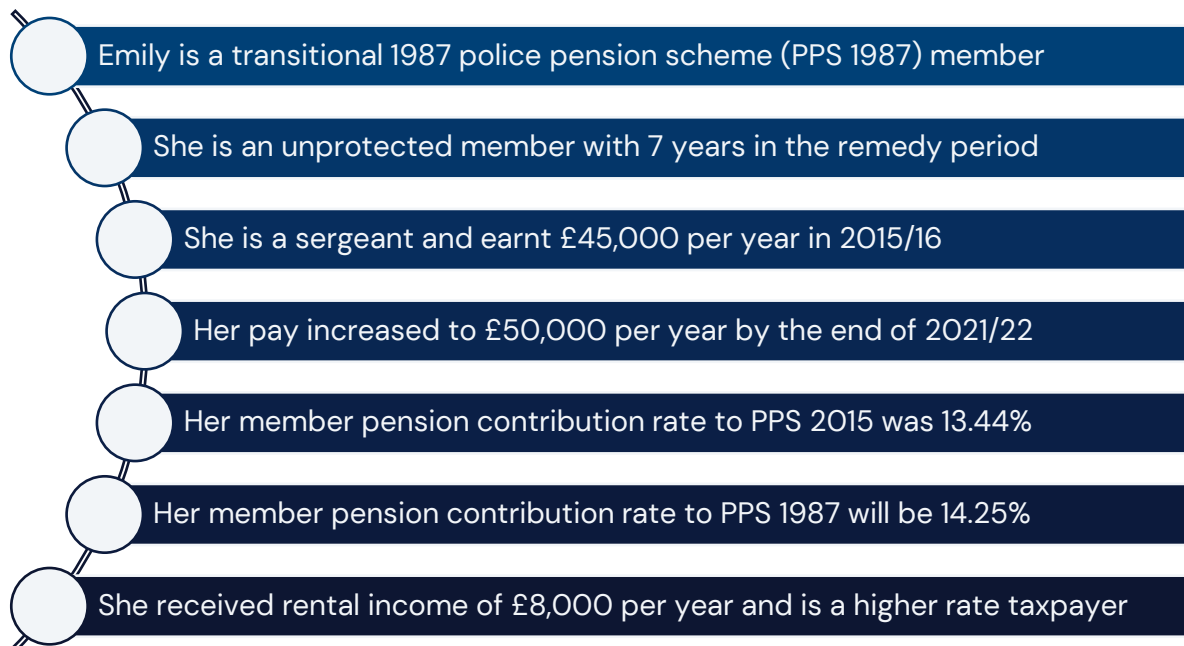 Emily is a transitional 1987 police pension scheme (PPS 1987) member
She is an unprotected member with 7 years in the remedy period
She is a sergeant and earnt £45,000 per year in 2015/16
Her pay increased to £50,000 per year by the end of 2021/22
Her member pension contribution rate to PPS 2015 was 13.44%
Her member pension contribution rate to PPS 1987 will be 14.25%
She received rental income of £8,000 per year and is a higher rate taxpayer